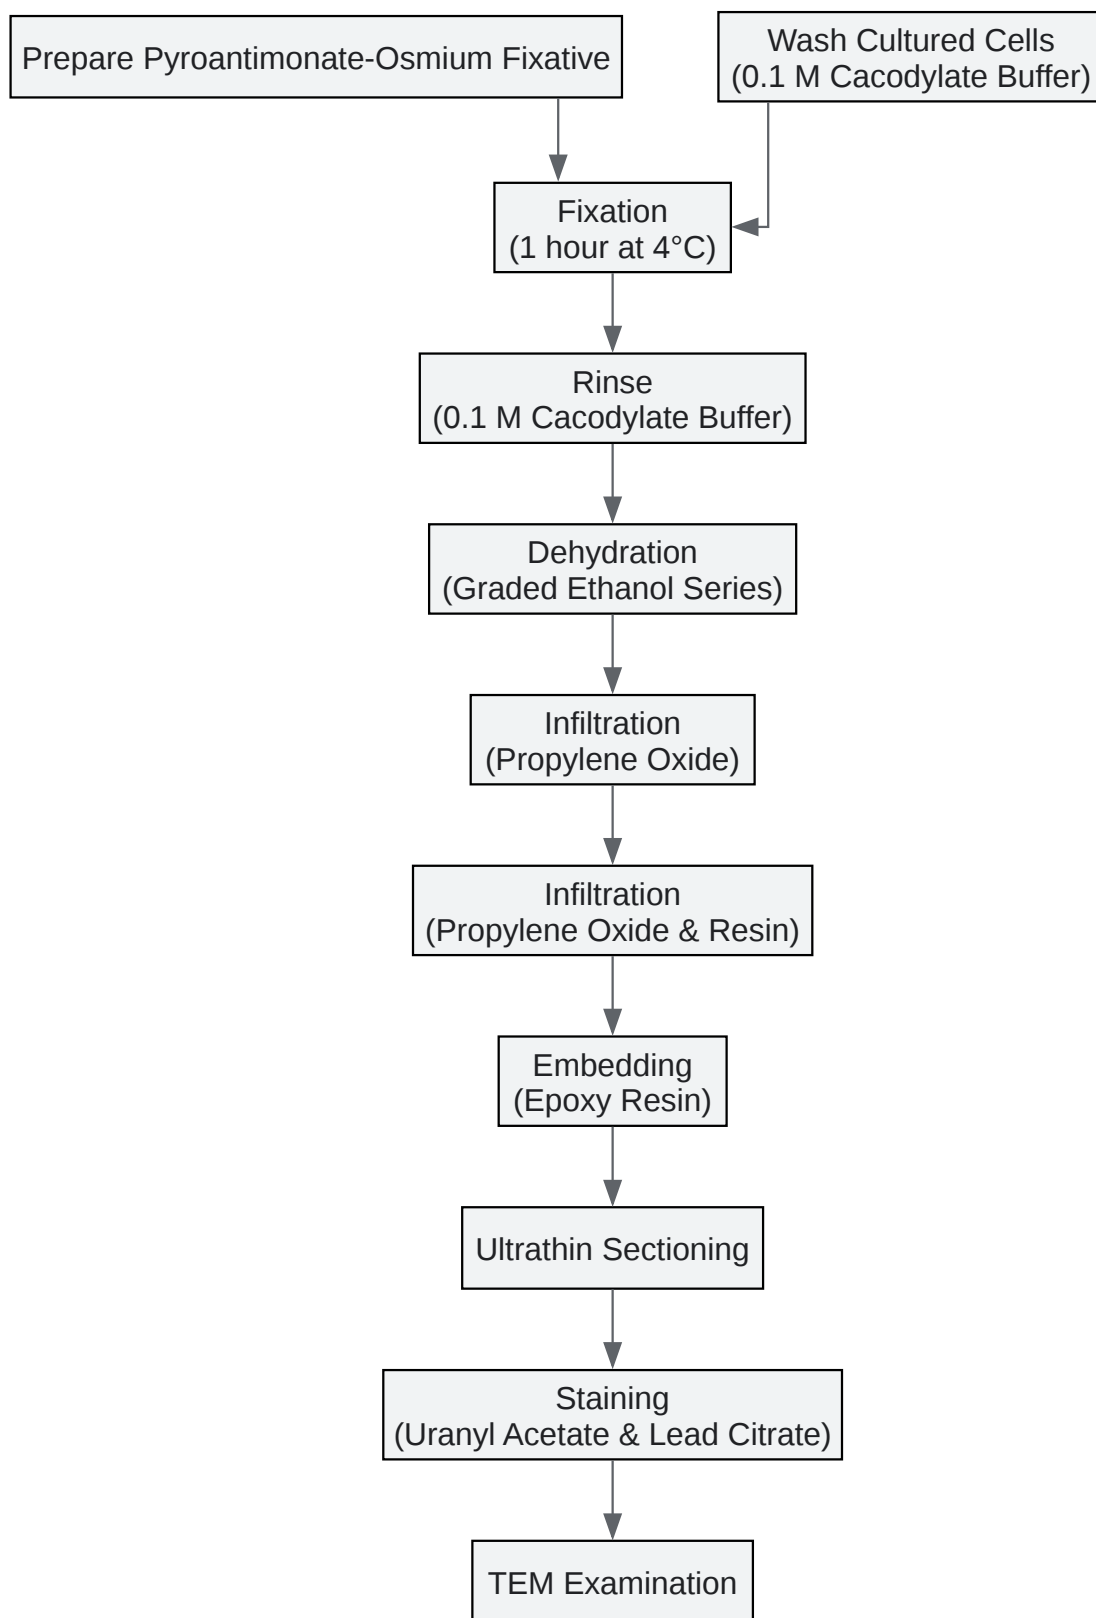 Prepare Pyroantimonate-Osmium Fixative
Wash Cultured Cells
(0.1 M Cacodylate Buffer)
Fixation
(1 hour at 4°C)
Rinse
(0.1 M Cacodylate Buffer)
Dehydration
(Graded Ethanol Series)
Infiltration
(Propylene Oxide)
Infiltration
(Propylene Oxide & Resin)
Embedding
(Epoxy Resin)
Ultrathin Sectioning
Staining
(Uranyl Acetate & Lead Citrate)
TEM Examination